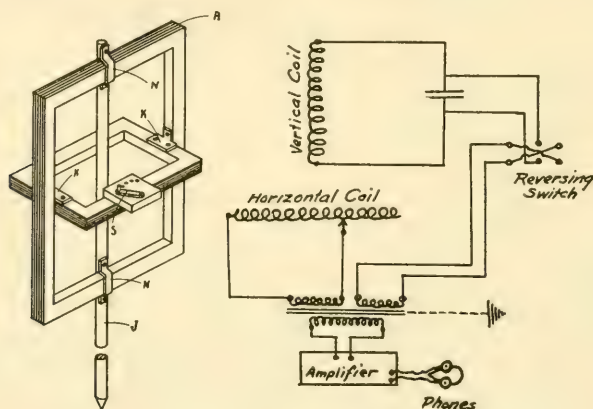 A
N
K
K
S
N
J
Vertical Coil
Reversing
Switch
Horizontal Coil
Amplifier
Phones